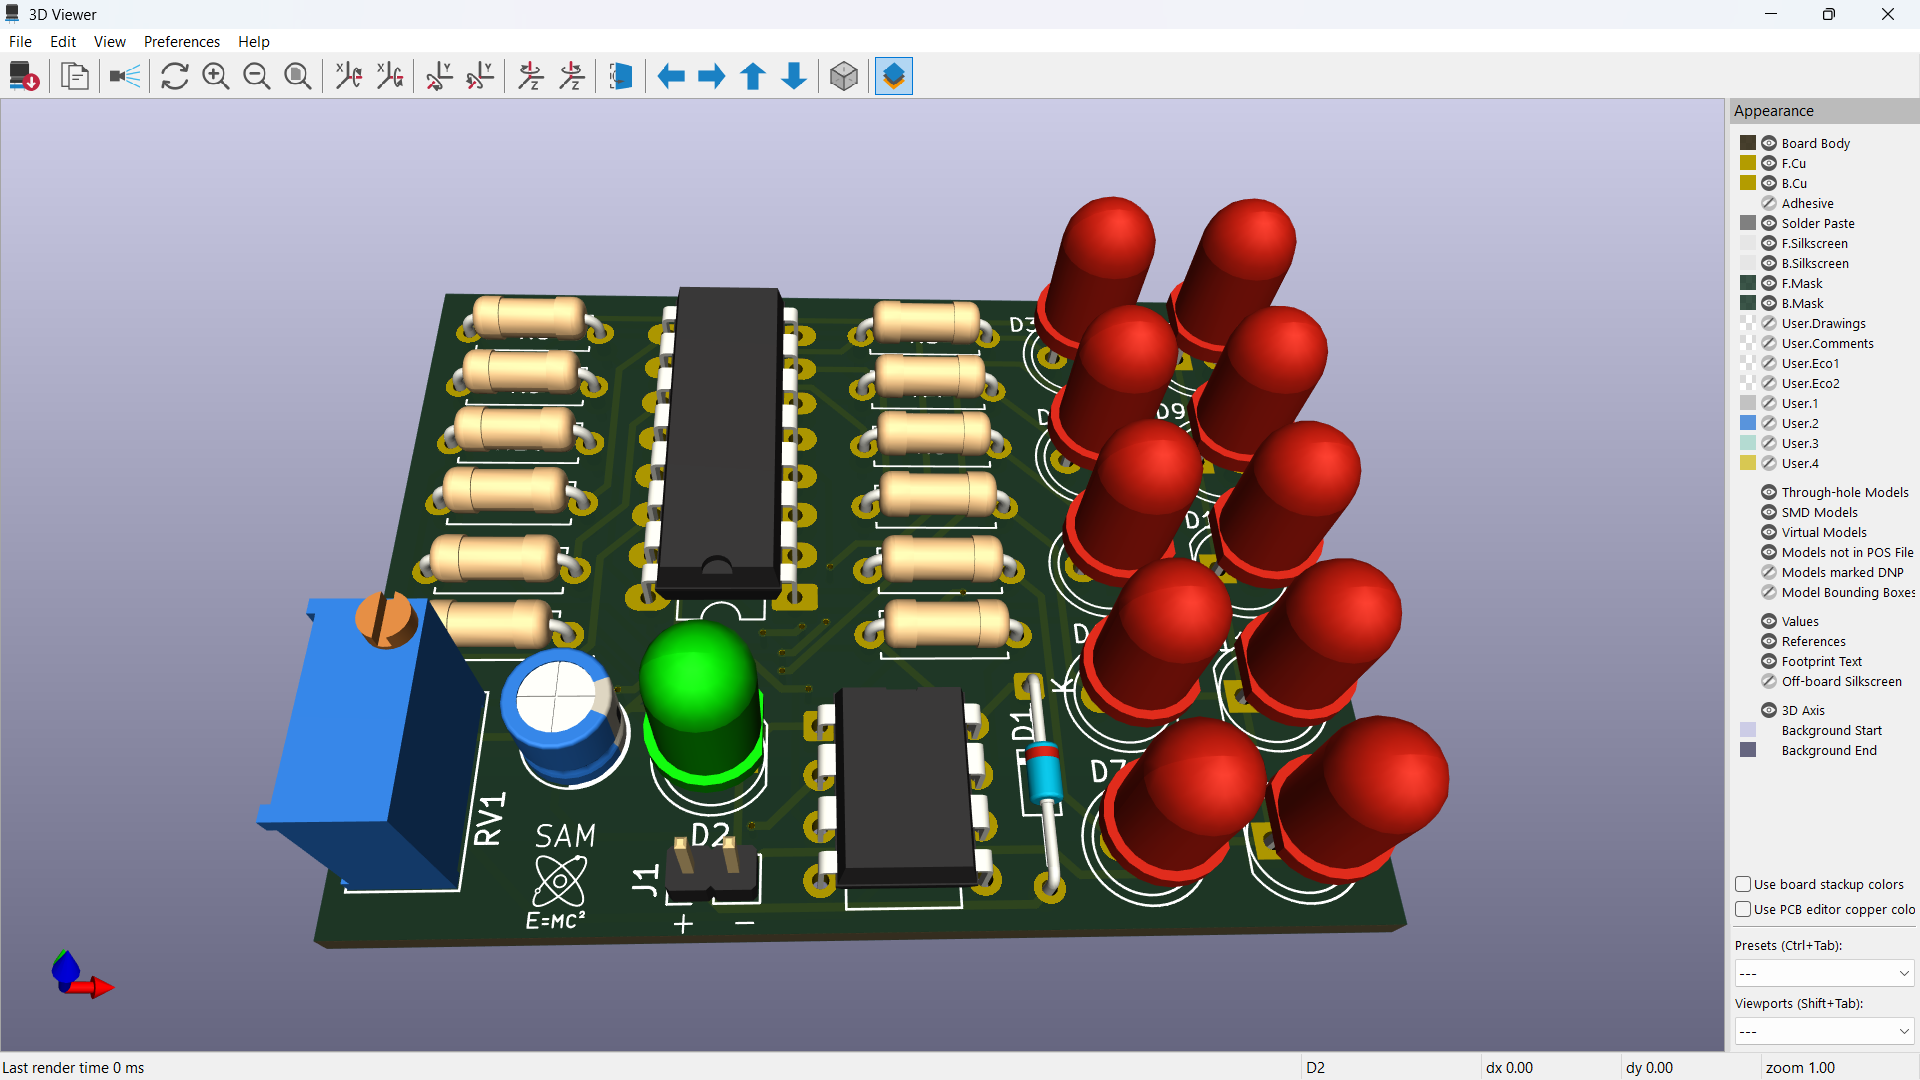 3D Viewer
File Edit View Preferences Help
Appearance
Board Body
F.Cu
B.Cu
Adhesive
Solder Paste
F.Silkscreen
B.Silkscreen
F.Mask
B.Mask
User.Drawings
User.Comments
User.Eco1
User.Eco2
User.1
User.2
User.3
User.4
Through-hole Models
SMD Models
Virtual Models
Models not in POS File
Models marked DNP
Model Bounding Boxes
Values
References
Footprint Text
Off-board Silkscreen
3D Axis
Background Start
Background End
Use board stackup colors
Use PCB editor copper colo
Presets (Ctrl+Tab):
---
Viewports (Shift+Tab):
---
D3
D9
K
D1
D7
RV1
SAM
E=MC²
D2
J1
+ −
Last render time 0 ms
D2
dx 0.00
dy 0.00
zoom 1.00